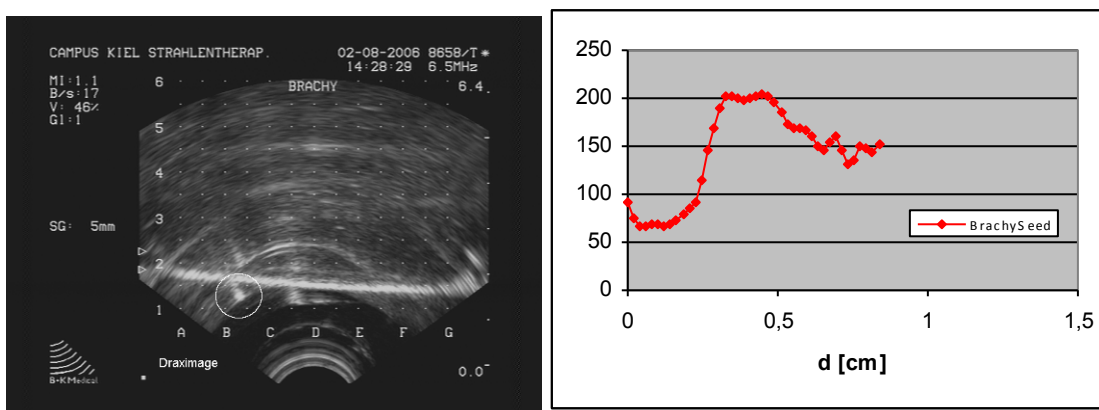 CAMPUS KIEL STRAHLENTHERAP.
02-08-2006 8658/T*
14:28:29 6.5MHz
MI:1.1
B/s:17
V: 46%
G1:1
BRACHY
6.4
6
5
4
3
2
1
SG: 5mm
A B C D E F G
Draximage
0.0
B+K Medical
250
200
150
100
50
0
0 0,5 1 1,5
d [cm]
BrachySeed